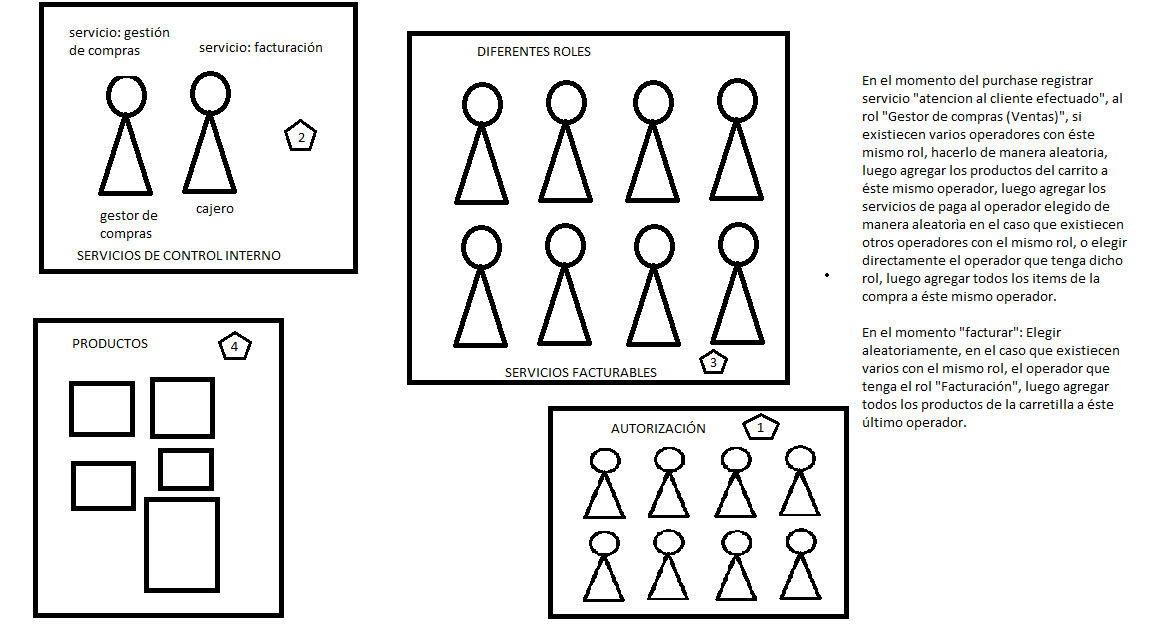 servicio: gestión
de compras
servicio: facturación
2
gestor de
compras
cajero
SERVICIOS DE CONTROL INTERNO
DIFERENTES ROLES
3
SERVICIOS FACTURABLES
En el momento del purchase registrar
servicio "atencion al cliente efectuado", al
rol "Gestor de compras (Ventas)", si
existiecen varios operadores con éste
mismo rol, hacerlo de manera aleatoria,
luego agregar los productos del carrito a
éste mismo operador, luego agregar los
servicios de paga al operador elegido de
manera aleatoria en el caso que existiecen
otros operadores con el mismo rol, o elegir
directamente el operador que tenga dicho
rol, luego agregar todos los items de la
compra a éste mismo operador.
En el momento "facturar": Elegir
aleatoriamente, en el caso que existiecen
varios con el mismo rol, el operador que
tenga el rol "Facturación", luego agregar
todos los productos de la carretilla a éste
último operador.
PRODUCTOS
4
AUTORIZACIÓN
1